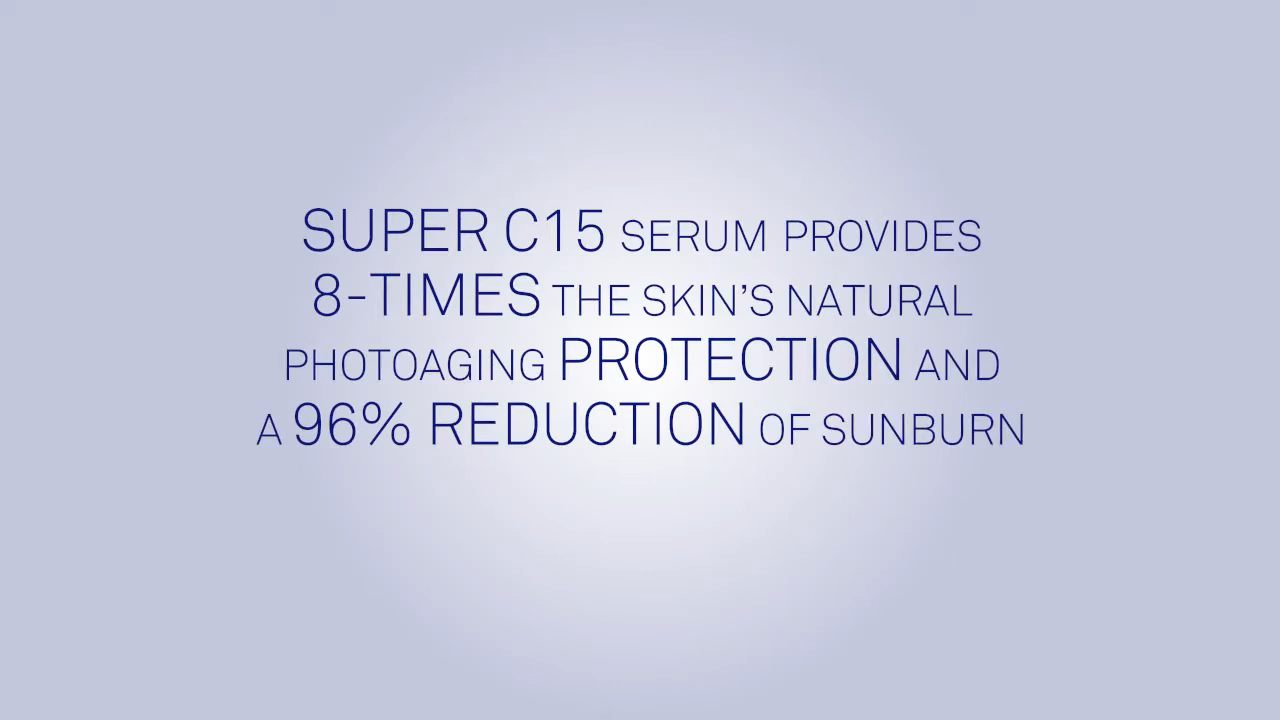 SUPER C15 SERUM PROVIDES
8-TIMES THE SKIN’S NATURAL
PHOTOAGING PROTECTION AND
A 96% REDUCTION OF SUNBURN